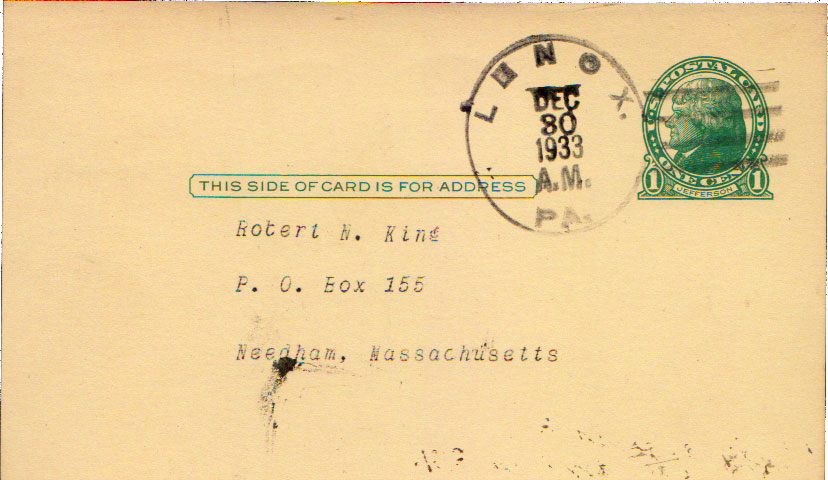 LENOX.
DEC
30
1933
A.M.
PA.
U.S. POSTAL CARD
ONE CENT
1 JEFFERSON 1
THIS SIDE OF CARD IS FOR ADDRESS
Robert N. King
P. O. Box 155
Needham, Massachusetts